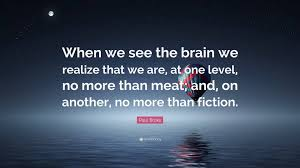 When we see the brain we
realize that we are, at one level,
no more than meat; and, on
another, no more than fiction.
Paul Broks